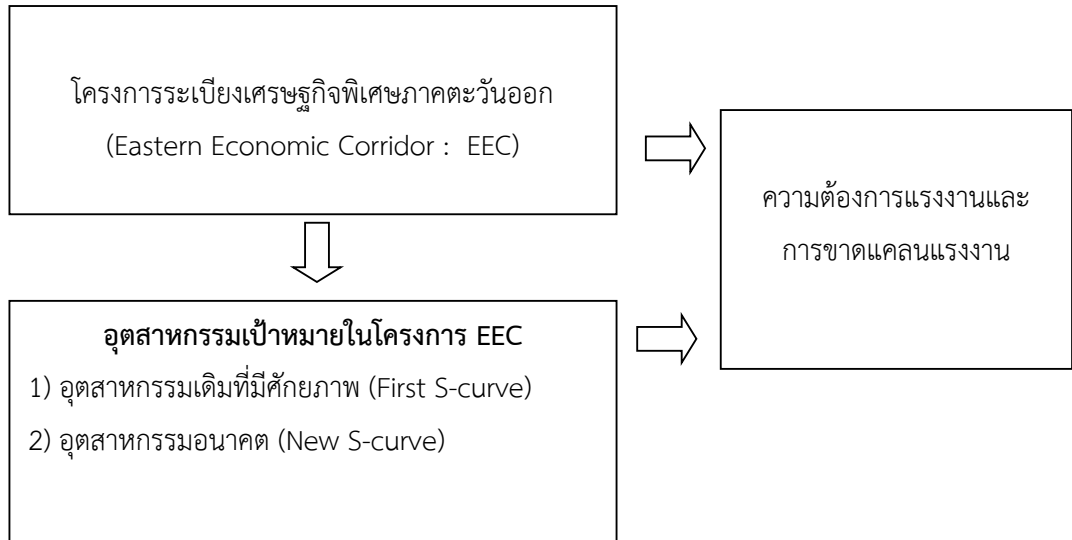 โครงการระเบียงเศรษฐกิจพิเศษภาคตะวันออก
(Eastern Economic Corridor : EEC)
ความต้องการแรงงานและ
การขาดแคลนแรงงาน
อุตสาหกรรมเป้าหมายในโครงการ EEC
1) อุตสาหกรรมเดิมที่มีศักยภาพ (First S-curve)
2) อุตสาหกรรมอนาคต (New S-curve)